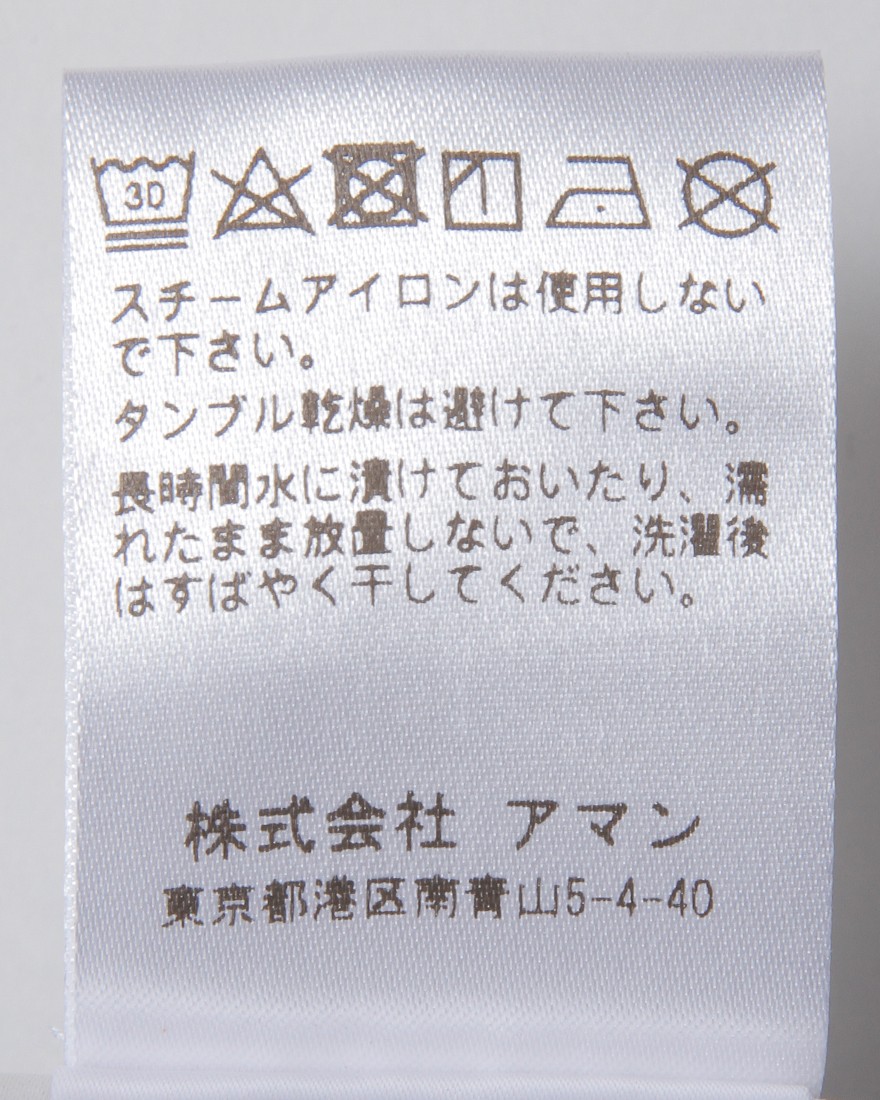 30
スチームアイロンは使用しない
で下さい。
タンブル乾燥は避けて下さい。
長時間水に漬けておいたり、濡
れたまま放置しないで、洗濯後
はすばやく干してください。
株式会社 アマン
東京都港区南青山5-4-40